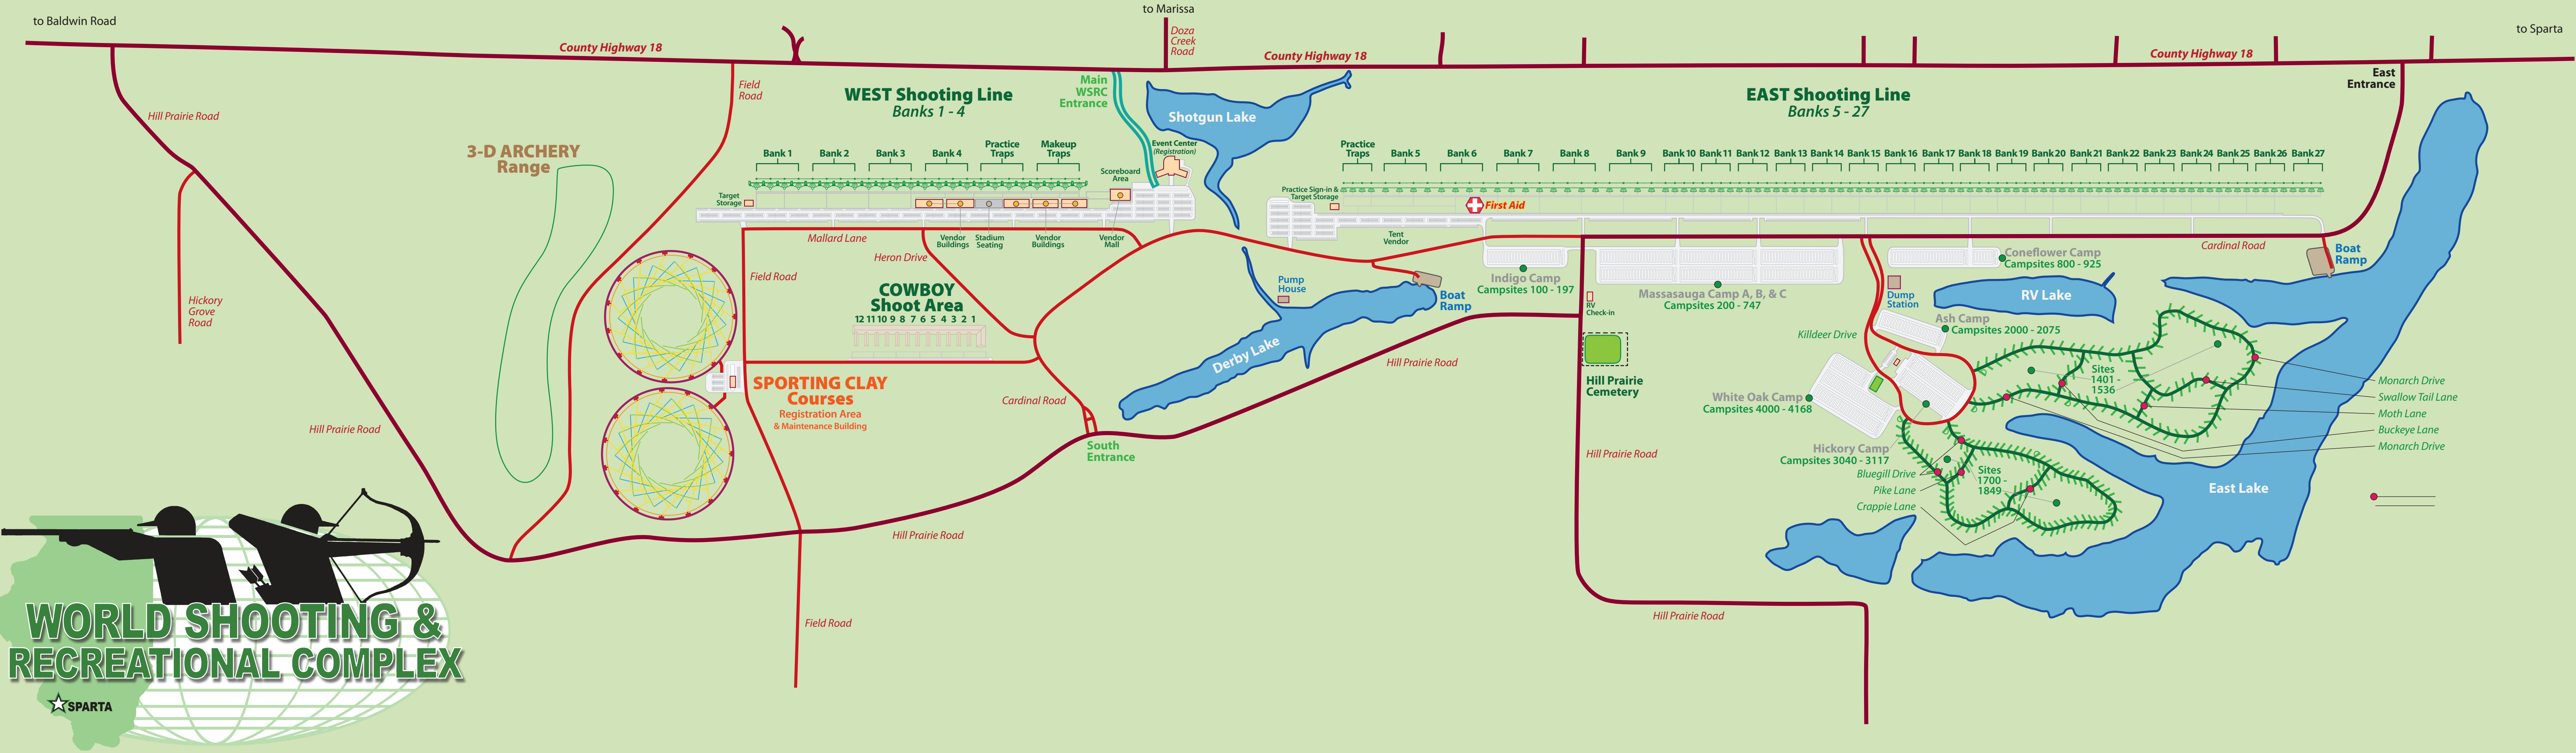 to Baldwin Road
to Marissa
to Sparta
County Highway 18
Doza
Creek
Road
County Highway 18
County Highway 18
East
Entrance
Hill Prairie Road
Field
Road
Main
WSRC
Entrance
WEST Shooting Line
Banks 1 - 4
Shotgun Lake
EAST Shooting Line
Banks 5 - 27
3-D ARCHERY
Range
Bank 1
Bank 2
Bank 3
Bank 4
Practice
Traps
Makeup
Traps
Event Center
(Registration)
Scoreboard
Area
Practice
Traps
Bank 5
Bank 6
Bank 7
Bank 8
Bank 9
Bank 10
Bank 11
Bank 12
Bank 13
Bank 14
Bank 15
Bank 16
Bank 17
Bank 18
Bank 19
Bank 20
Bank 21
Bank 22
Bank 23
Bank 24
Bank 25
Bank 26
Bank 27
Target
Storage
Practice Sign-in &
Target Storage
First Aid
Mallard Lane
Vendor
Buildings
Stadium
Seating
Vendor
Buildings
Vendor
Mall
Tent
Vendor
Cardinal Road
Heron Drive
Field Road
COWBOY
Shoot Area
12 11 10 9 8 7 6 5 4 3 2 1
Pump
House
Boat
Ramp
Indigo Camp
Campsites 100 - 197
Massasauga Camp A, B, & C
Campsites 200 - 747
RV
Check-in
Dump
Station
Coneflower Camp
Campsites 800 - 925
RV Lake
Boat
Ramp
Hickory
Grove
Road
Derby Lake
Hill Prairie Road
Killdeer Drive
Ash Camp
Campsites 2000 - 2075
SPORTING CLAY
Courses
Registration Area
& Maintenance Building
Cardinal Road
Hill Prairie
Cemetery
White Oak Camp
Campsites 4000 - 4168
Sites
1401 -
1536
Monarch Drive
Swallow Tail Lane
Moth Lane
Buckeye Lane
Monarch Drive
Hill Prairie Road
South
Entrance
Hill Prairie Road
Hickory Camp
Campsites 3040 - 3117
Bluegill Drive
Pike Lane
Crappie Lane
Sites
1700 -
1849
East Lake
Hill Prairie Road
Field Road
Hill Prairie Road
WORLD SHOOTING &
RECREATIONAL COMPLEX
SPARTA